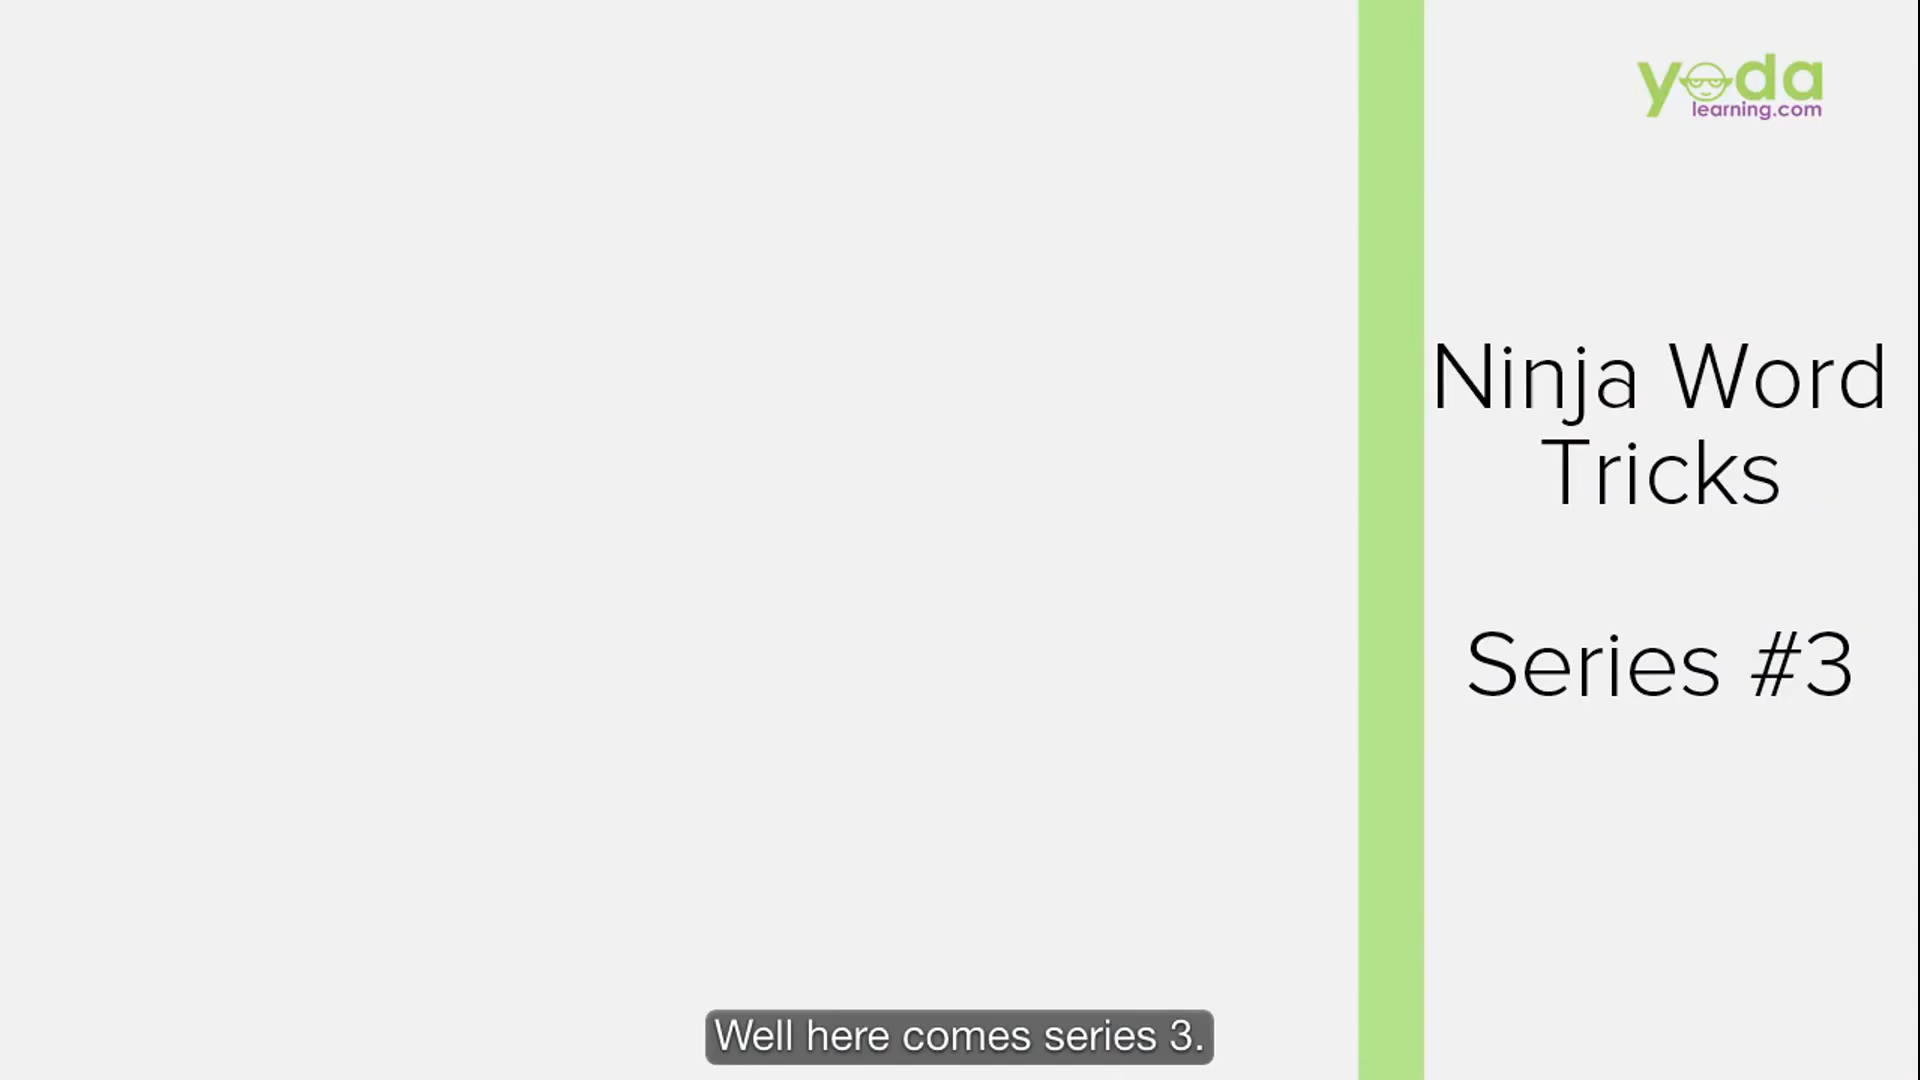 yoda
learning.com
Ninja Word
Tricks
Series #3
Well here comes series 3.